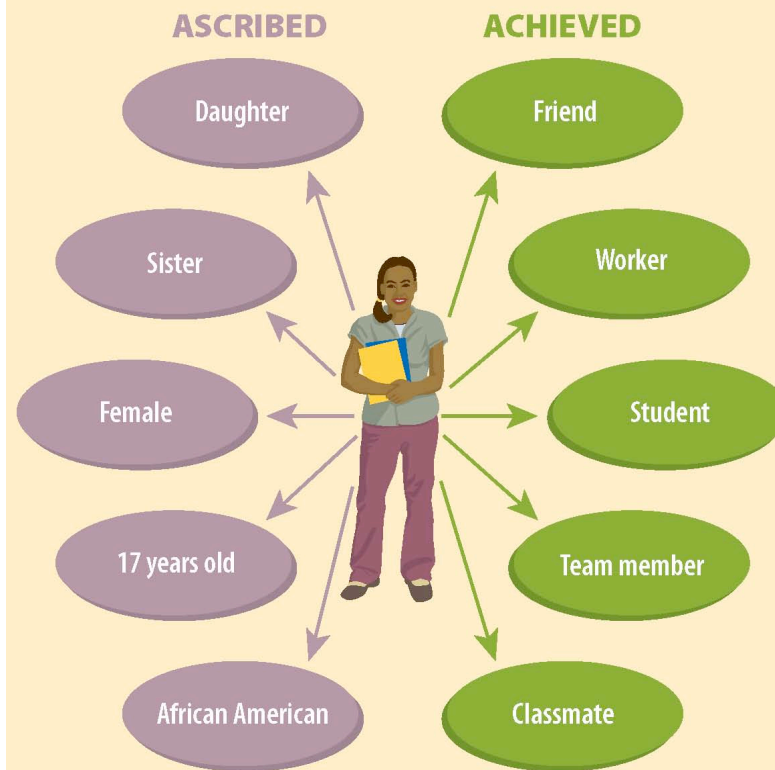 ASCRIBED
ACHIEVED
Daughter
Friend
Sister
Worker
Female
Student
17 years old
Team member
African American
Classmate